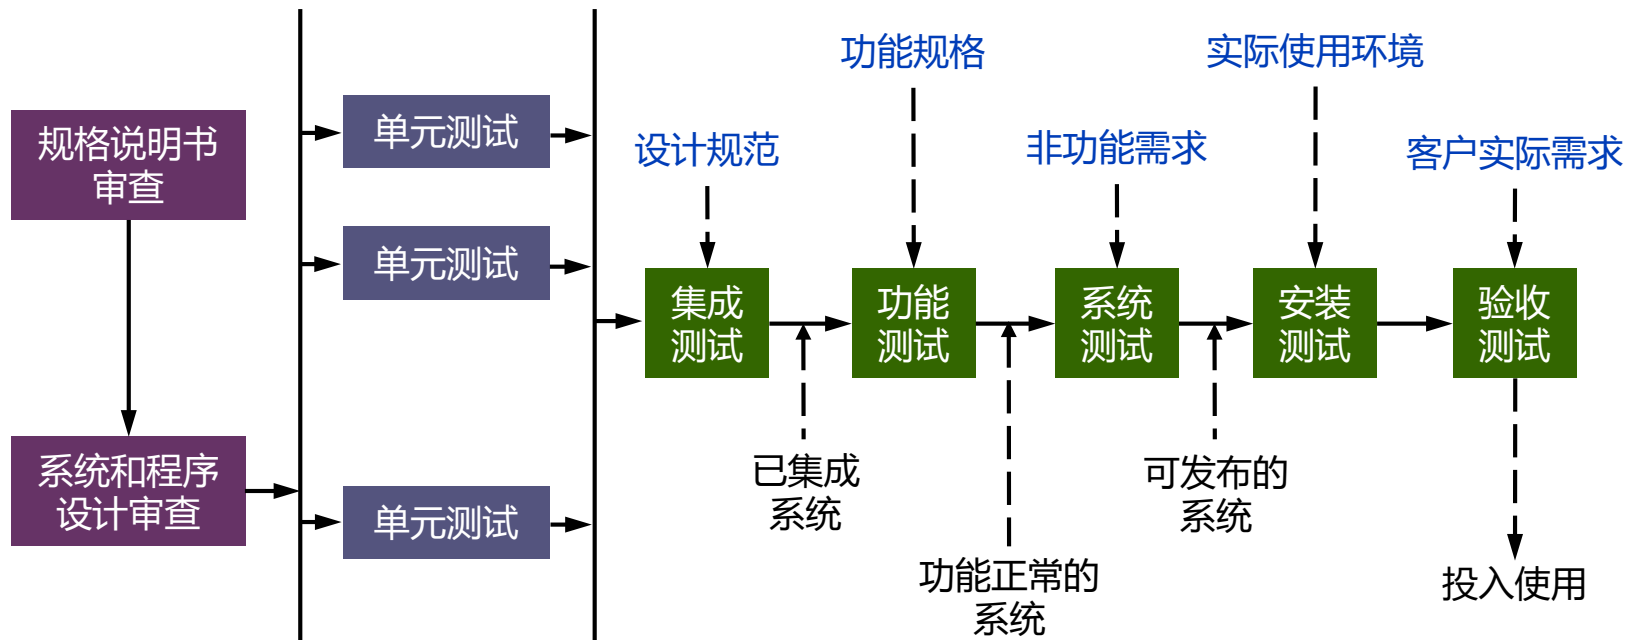 规格说明书
审查
系统和程序
设计审查
单元测试
单元测试
单元测试
设计规范
功能规格
非功能需求
实际使用环境
客户实际需求
集成
测试
功能
测试
系统
测试
安装
测试
验收
测试
已集成
系统
功能正常的
系统
可发布的
系统
投入使用